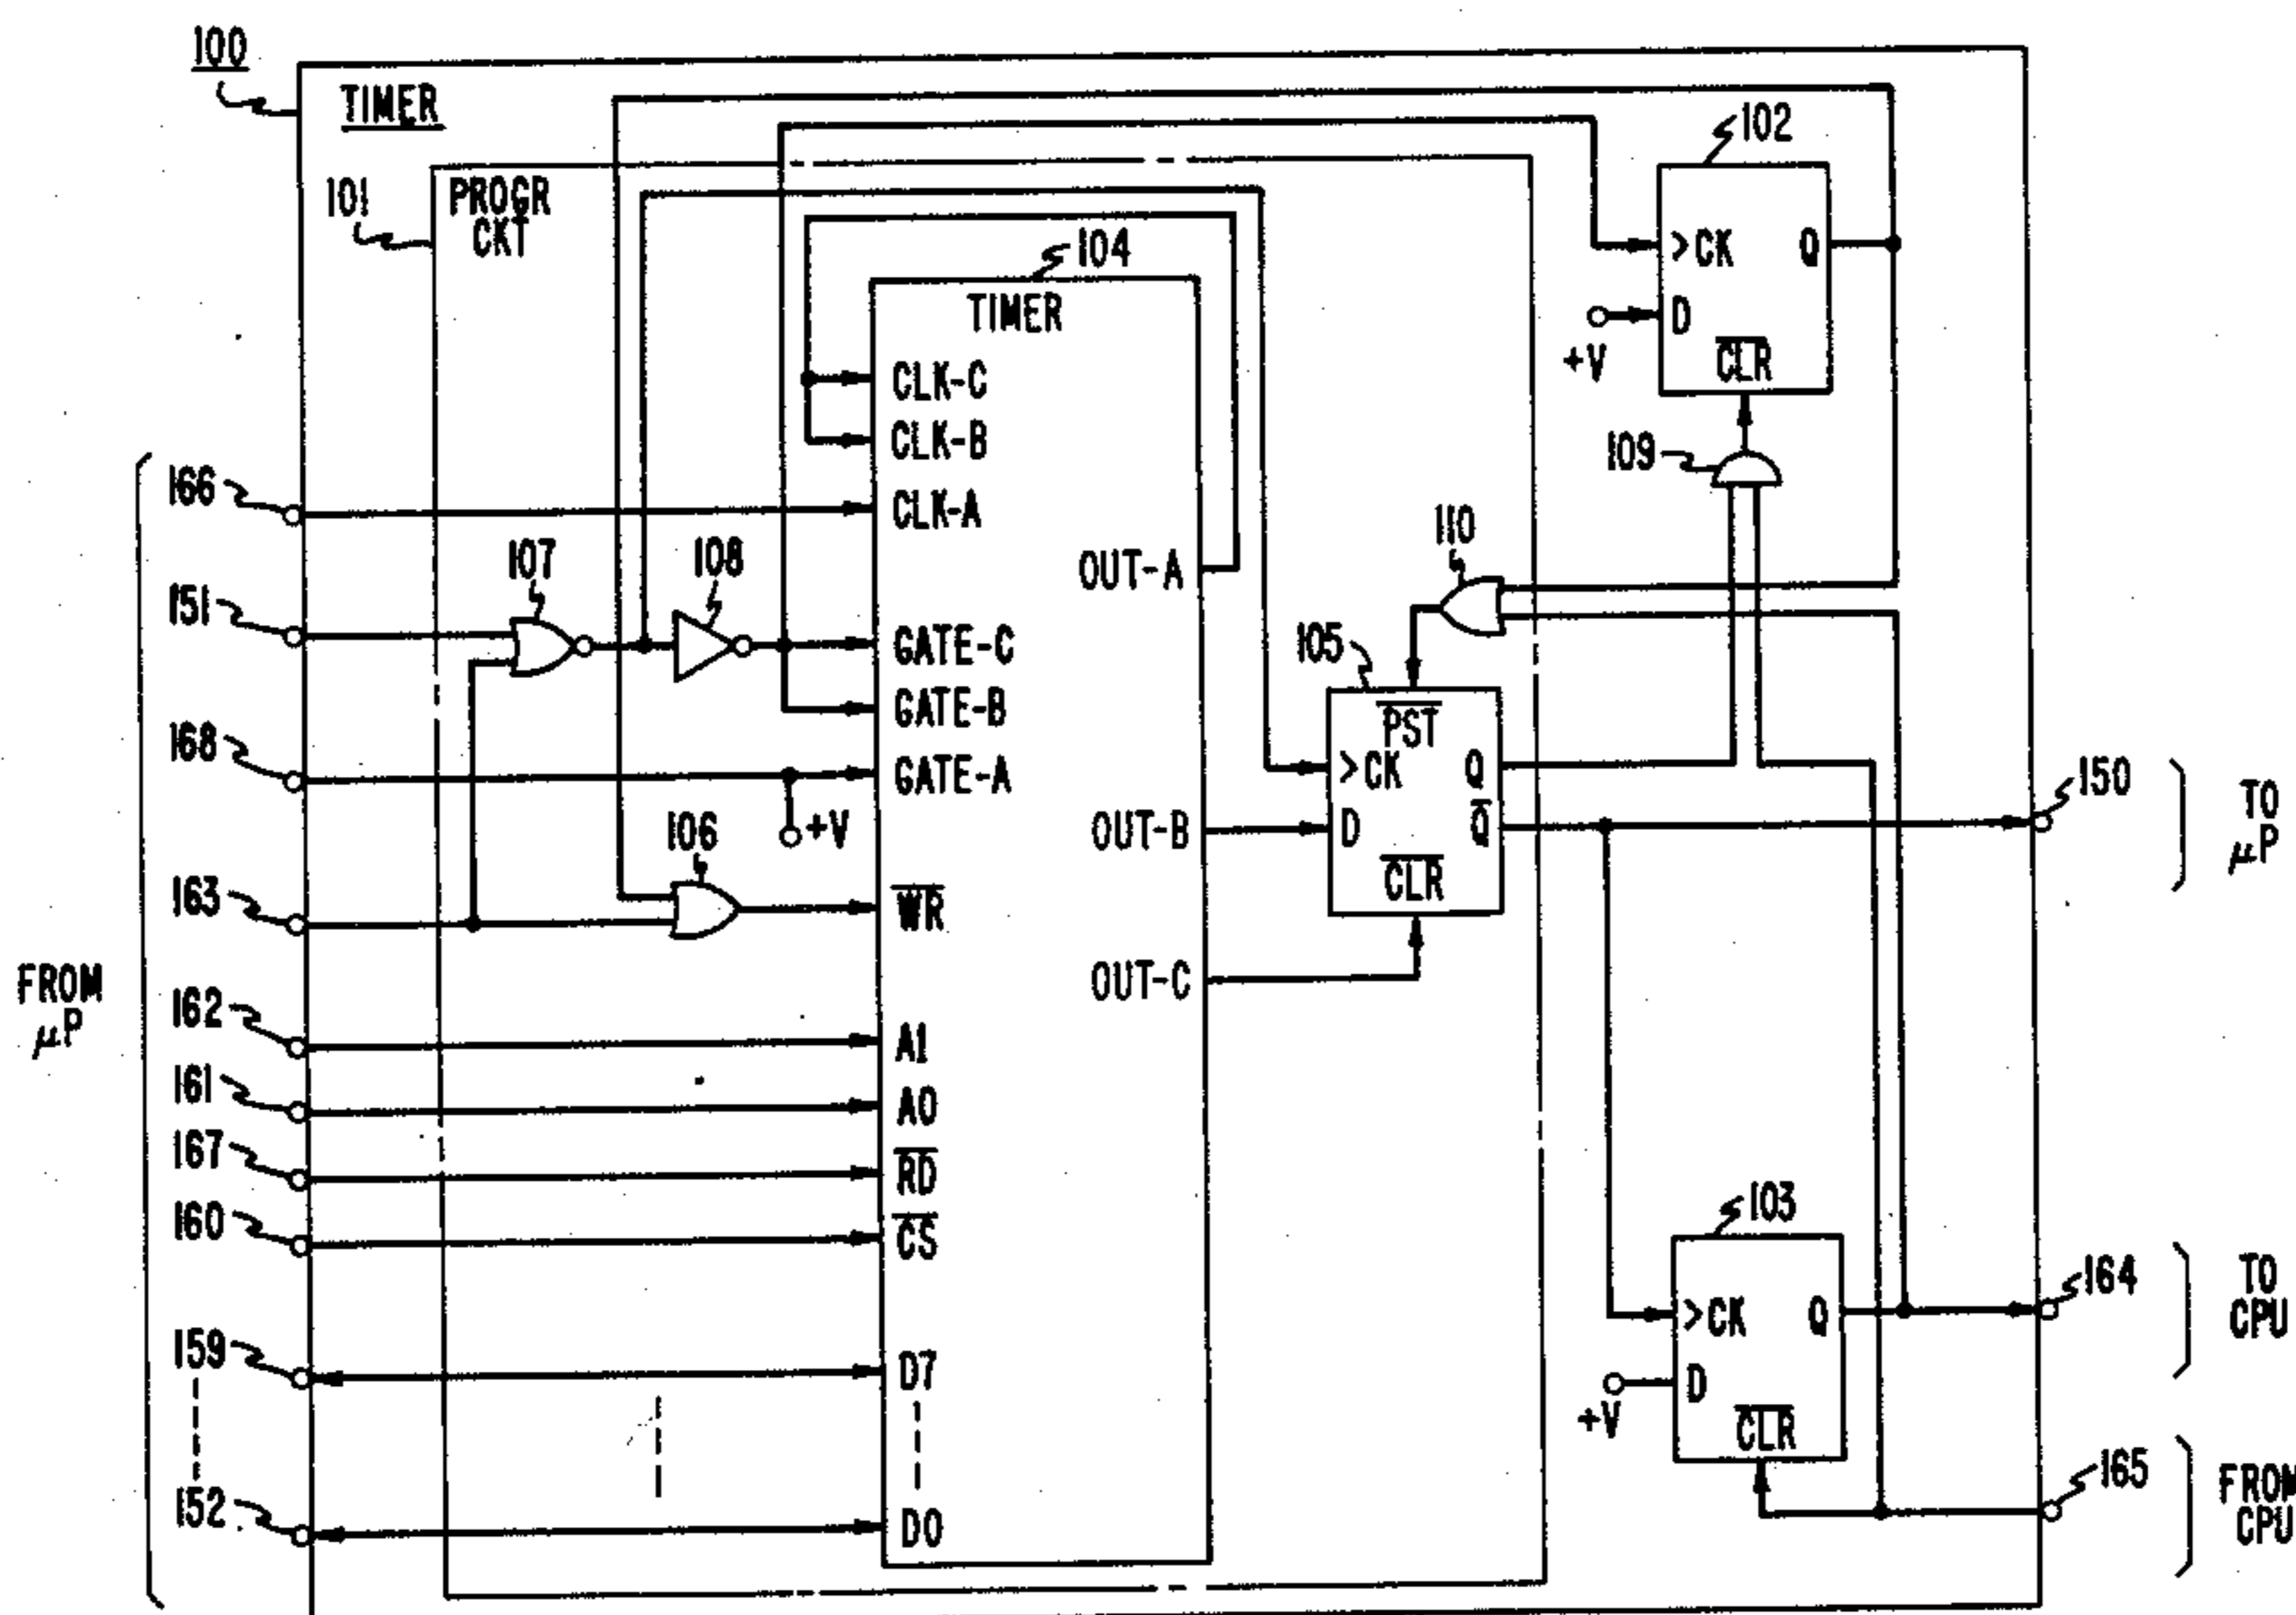 100
TIMER
102
101
PROGR
CKT
104
TIMER
>CK Q
D
+V
CLR
CLK-C
CLK-B
109
166
CLK-A
110
107
108
OUT-A
151
GATE-C
105
GATE-B
PST
168
GATE-A
>CK Q
150
TO
μP
106
+V
OUT-B
D Q
CLR
163
WR
FROM
μP
162
OUT-C
A1
161
A0
167
RD
103
160
CS
>CK Q
164
TO
CPU
159
D7
D
+V
CLR
165
FROM
CPU
152
D0